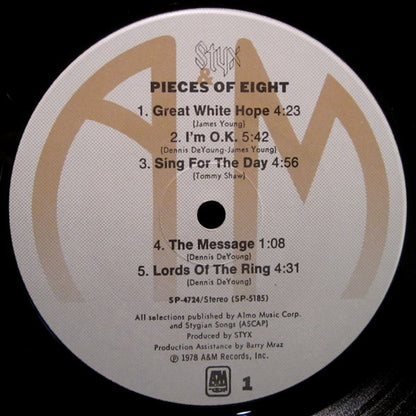 Styx
A&M
PIECES OF EIGHT
1. Great White Hope 4:23
(James Young)
2. I'm O.K. 5:42
(Dennis DeYoung-James Young)
3. Sing For The Day 4:56
(Tommy Shaw)
4. The Message 1:08
(Dennis DeYoung)
5. Lords Of The Ring 4:31
(Dennis DeYoung)
SP-4724/Stereo (SP-5185)
All selections published by Almo Music Corp.
and Stygian Songs (ASCAP)
Produced by STYX
Production Assistance by Barry Mraz
℗ 1978 A&M Records, Inc.
A&M
1